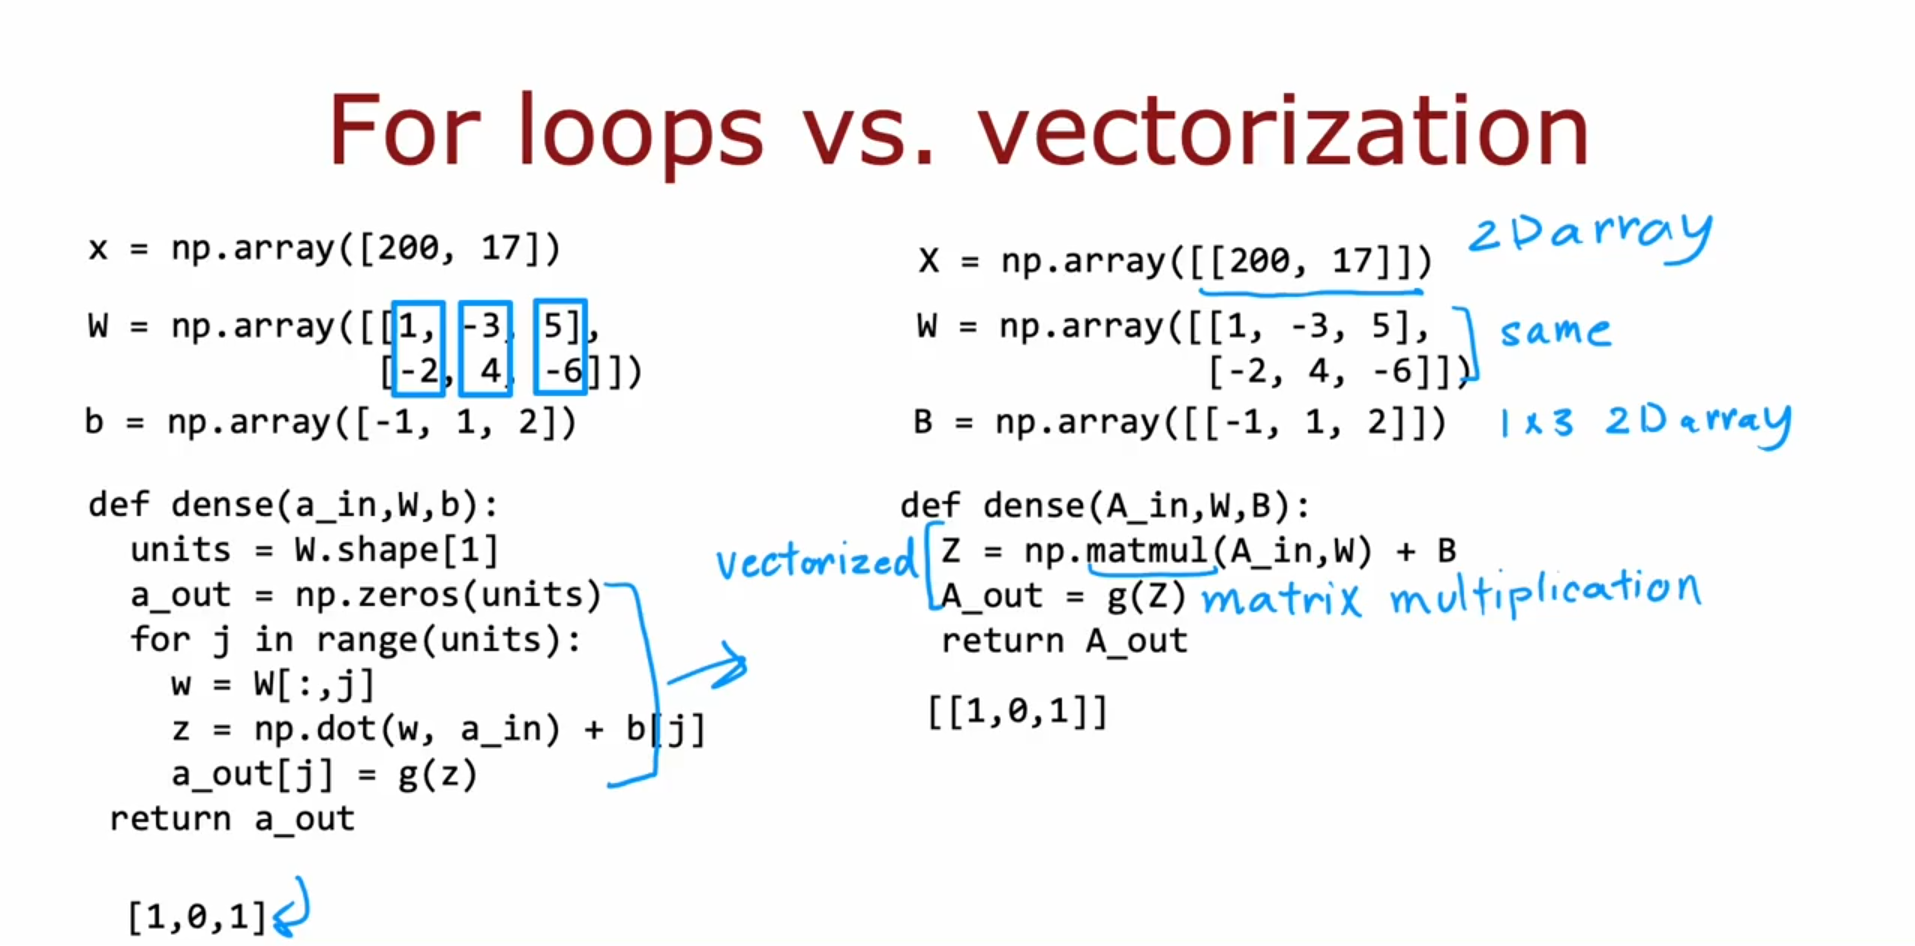 For loops vs. vectorization
x = np.array([200, 17])
W = np.array([[1, -3, 5],
[-2, 4, -6]])
b = np.array([-1, 1, 2])
def dense(a_in,W,b):
units = W.shape[1]
a_out = np.zeros(units)
for j in range(units):
w = W[:,j]
z = np.dot(w, a_in) + b[j]
a_out[j] = g(z)
return a_out
[1,0,1]
X = np.array([[200, 17]]) 2D array
W = np.array([[1, -3, 5],
[-2, 4, -6]])
same
B = np.array([[-1, 1, 2]]) 1 x 3 2D array
def dense(A_in,W,B):
vectorized
Z = np.matmul(A_in,W) + B
A_out = g(Z) matrix multiplication
return A_out
[[1,0,1]]